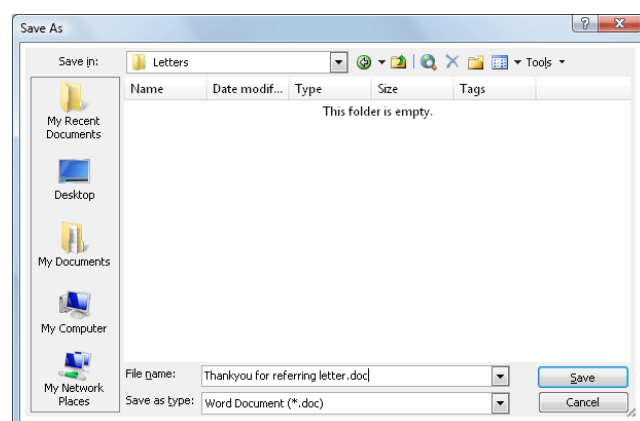 Save As
Save in:
Letters
Tools
Name Date modif... Type Size Tags
This folder is empty.
My Recent
Documents
Desktop
My Documents
My Computer
My Network
Places
File name:
Thankyou for referring letter.doc
Save
Save as type:
Word Document (*.doc)
Cancel